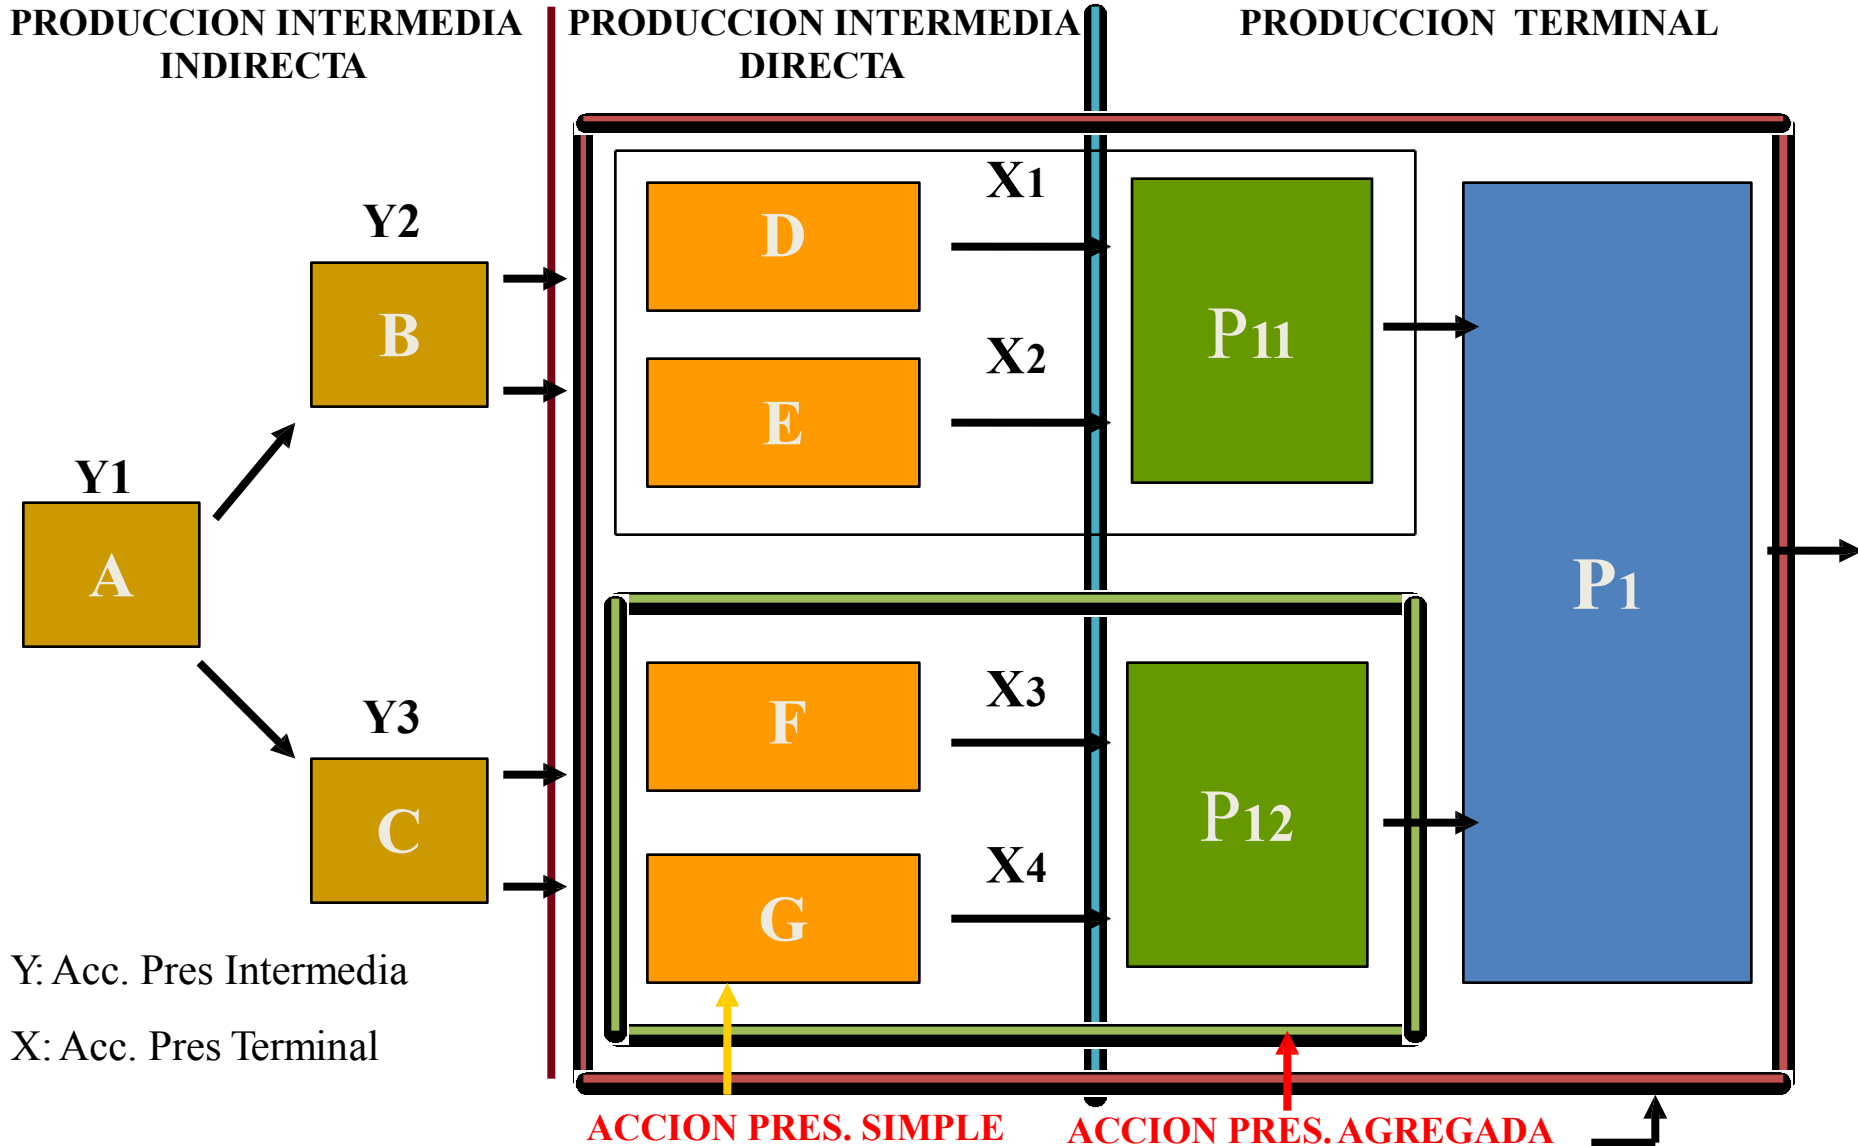 PRODUCCION INTERMEDIA
INDIRECTA
PRODUCCION INTERMEDIA
DIRECTA
PRODUCCION TERMINAL
X1
D
Y2
P11
B
X2
E
Y1
A
P1
X3
F
Y3
P12
C
X4
G
Y: Acc. Pres Intermedia
X: Acc. Pres Terminal
ACCION PRES. SIMPLE
ACCION PRES. AGREGADA